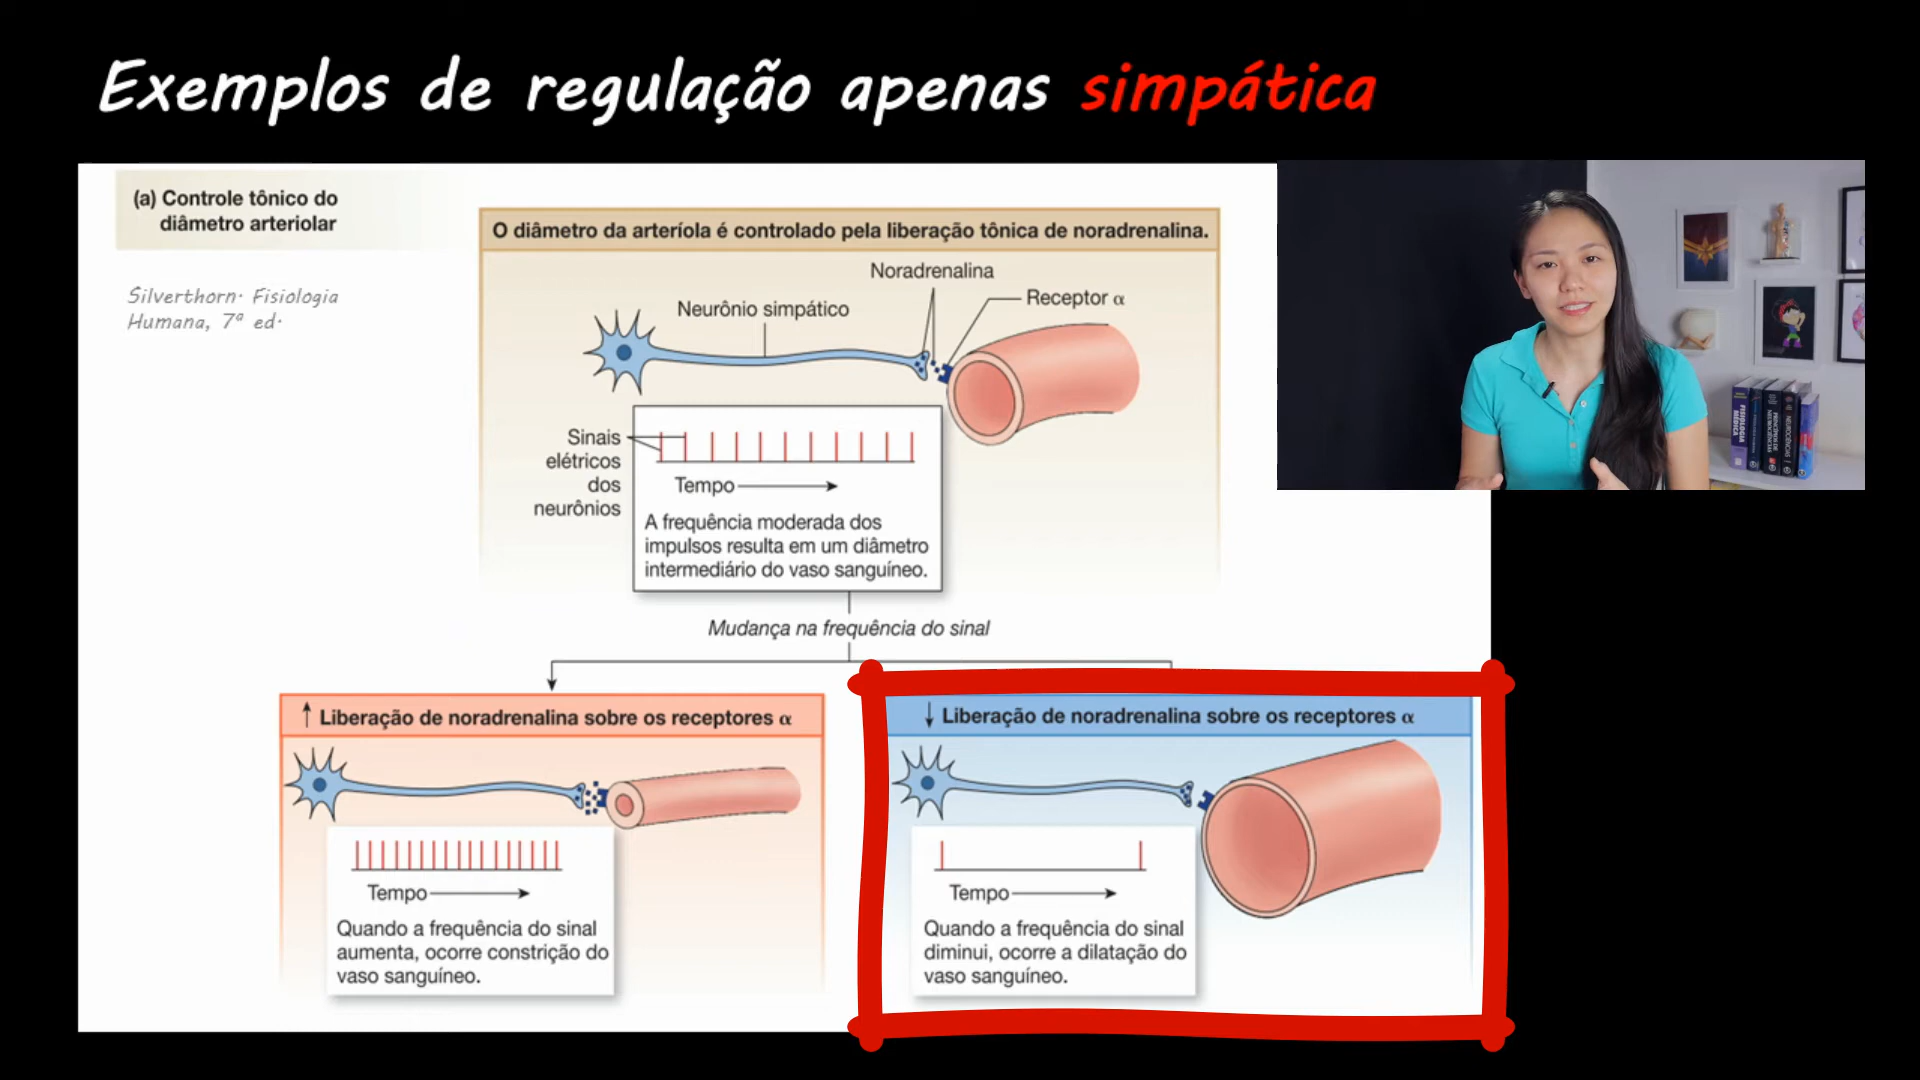 Exemplos de regulação apenas simpática
(a) Controle tônico do
diâmetro arteriolar
Silverthorn. Fisiologia
Humana, 7ª ed.
O diâmetro da arteríola é controlado pela liberação tônica de noradrenalina.
Noradrenalina
Neurônio simpático
Receptor α
Sinais
elétricos
dos
neurônios
Tempo
A frequência moderada dos
impulsos resulta em um diâmetro
intermediário do vaso sanguíneo.
Mudança na frequência do sinal
↑ Liberação de noradrenalina sobre os receptores α
Tempo
Quando a frequência do sinal
aumenta, ocorre constrição do
vaso sanguíneo.
↓ Liberação de noradrenalina sobre os receptores α
Tempo
Quando a frequência do sinal
diminui, ocorre a dilatação do
vaso sanguíneo.
FISIOLOGIA
MÉDICA